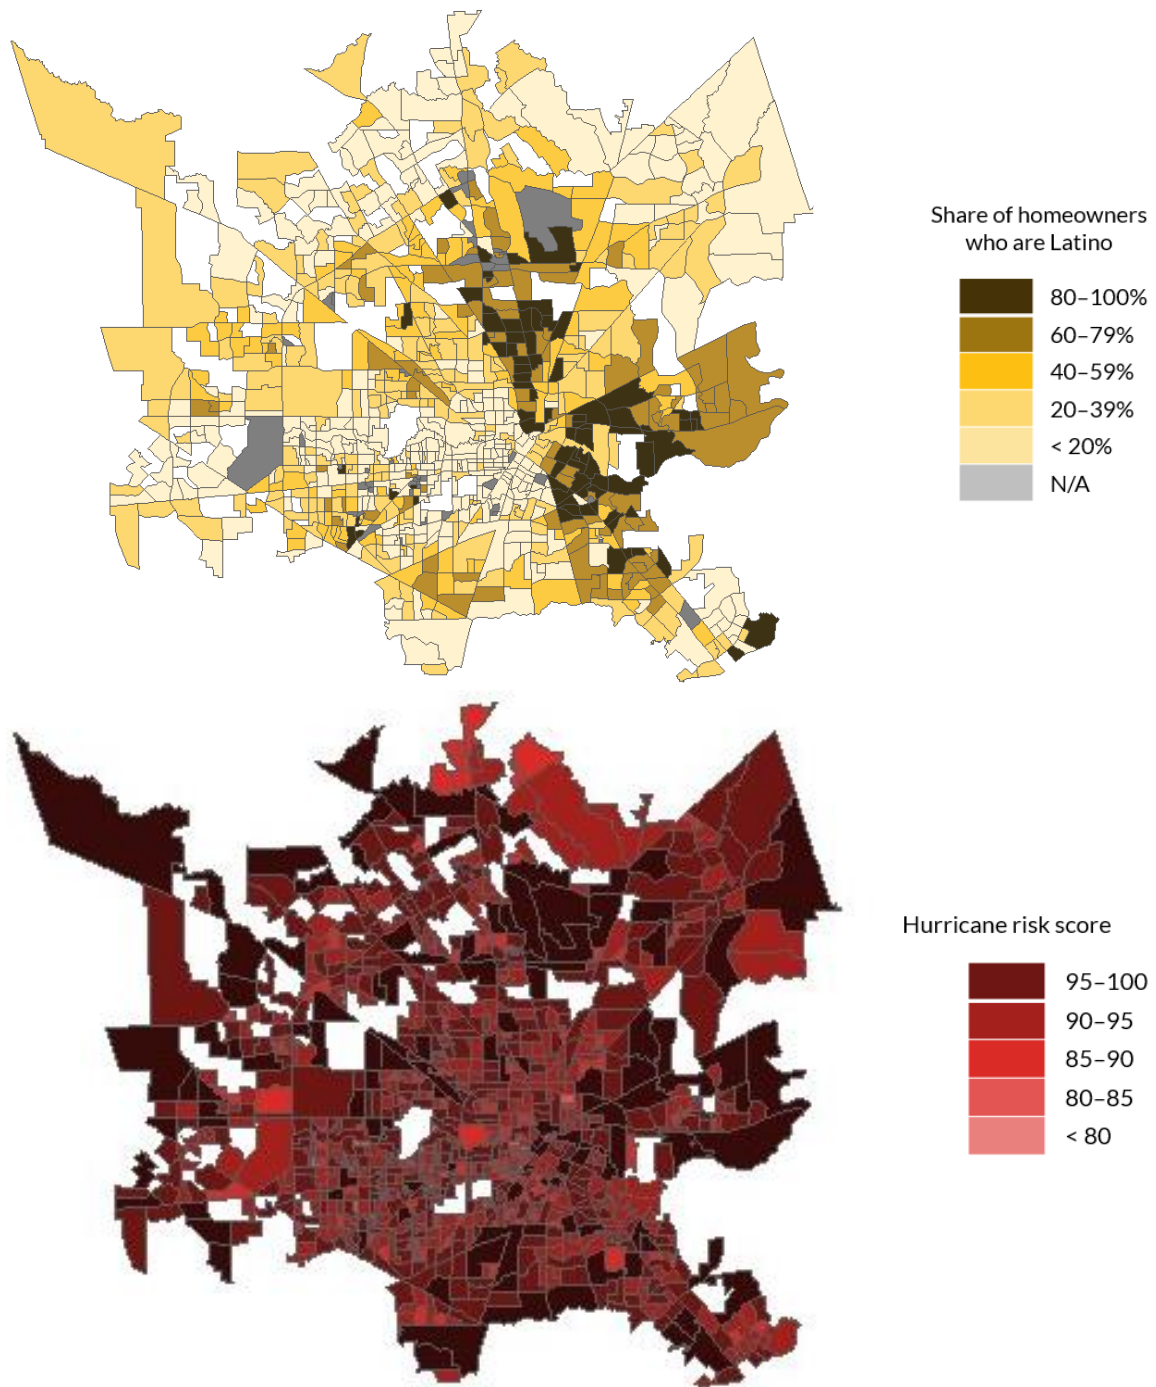 Share of homeowners
who are Latino
80–100%
60–79%
40–59%
20–39%
< 20%
N/A
Hurricane risk score
95–100
90–95
85–90
80–85
< 80